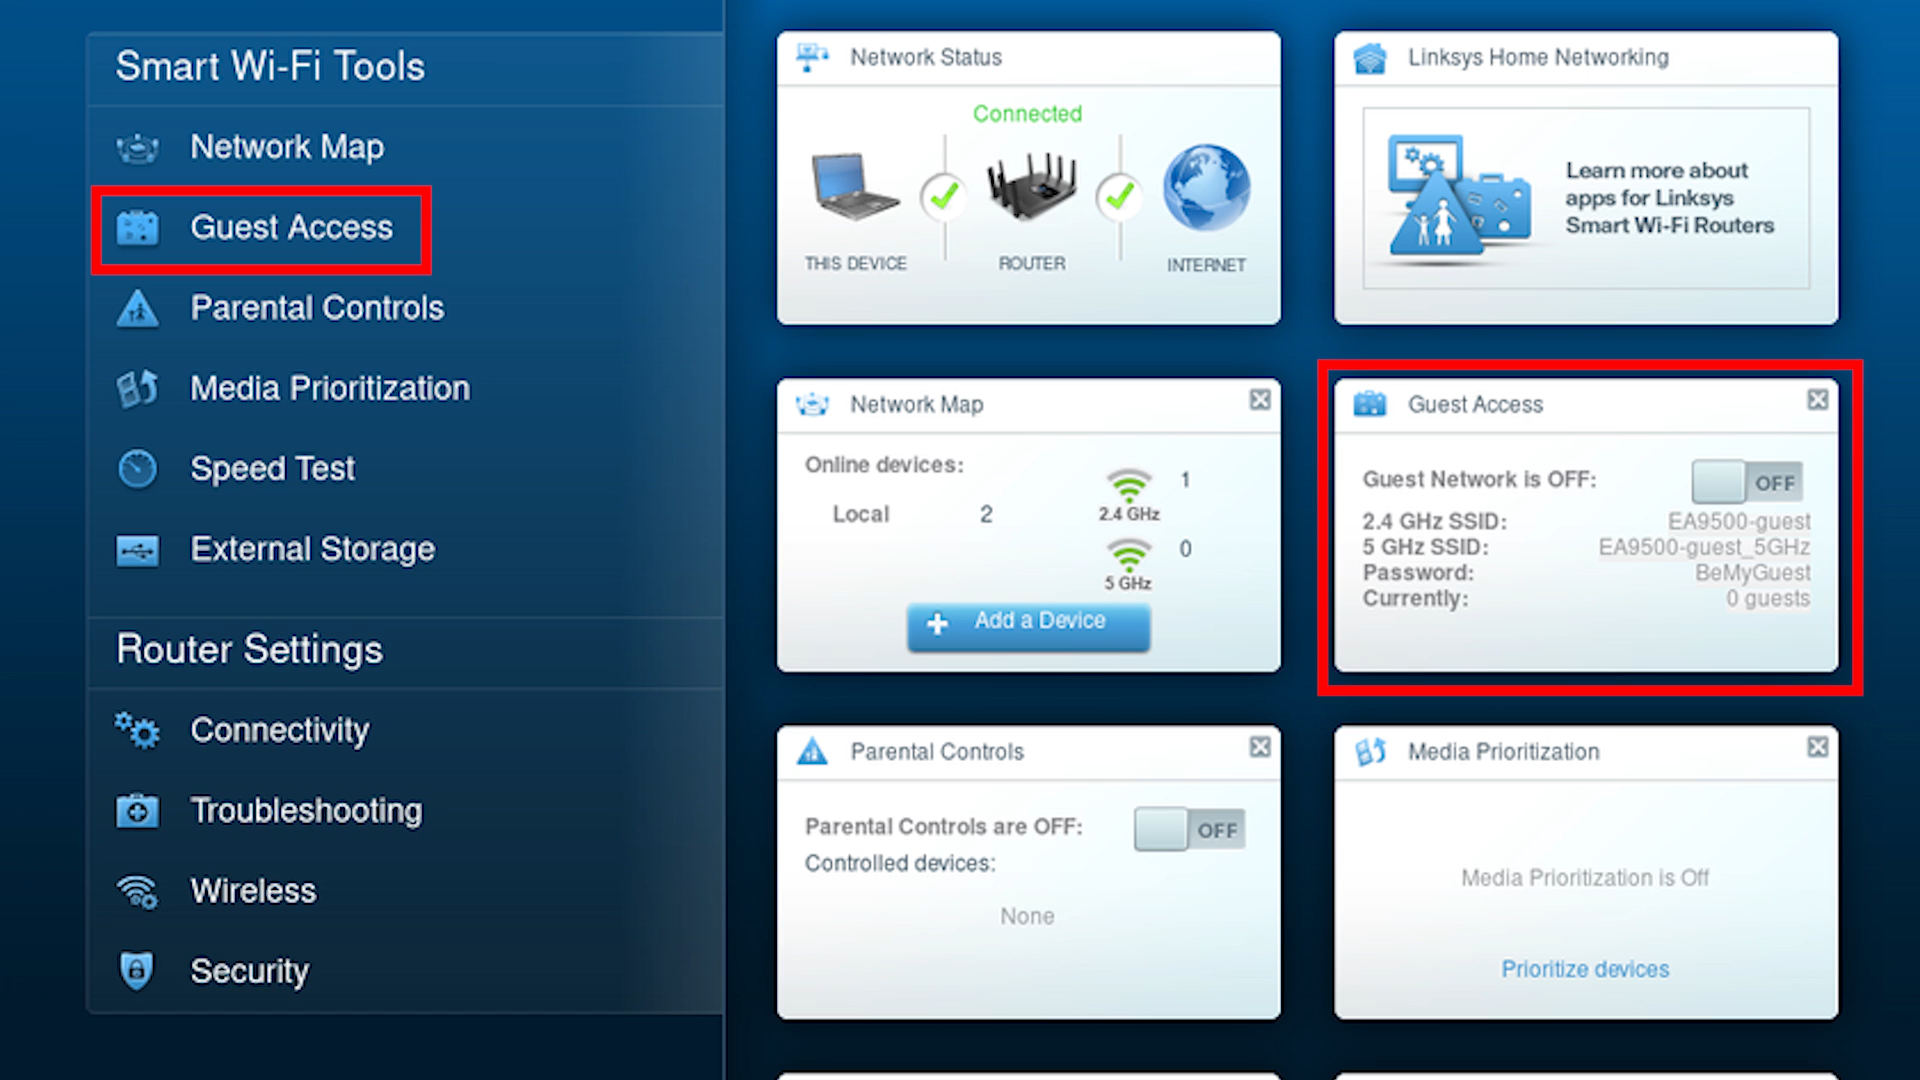 Smart Wi-Fi Tools
Network Map
Guest Access
Parental Controls
Media Prioritization
Speed Test
External Storage
Router Settings
Connectivity
Troubleshooting
Wireless
Security
Network Status
Connected
THIS DEVICE
ROUTER
INTERNET
Linksys Home Networking
Learn more about
apps for Linksys
Smart Wi-Fi Routers
Network Map
Online devices:
Local 2
1
2.4 GHz
0
5 GHz
Add a Device
Guest Access
Guest Network is OFF: OFF
2.4 GHz SSID: EA9500-guest
5 GHz SSID: EA9500-guest_5GHz
Password: BeMyGuest
Currently: 0 guests
Parental Controls
Parental Controls are OFF: OFF
Controlled devices:
None
Media Prioritization
Media Prioritization is Off
Prioritize devices